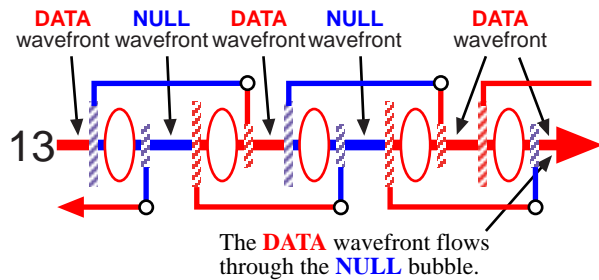 DATA wavefront
NULL wavefront
DATA wavefront
NULL wavefront
DATA wavefront
13
The DATA wavefront flows
through the NULL bubble.